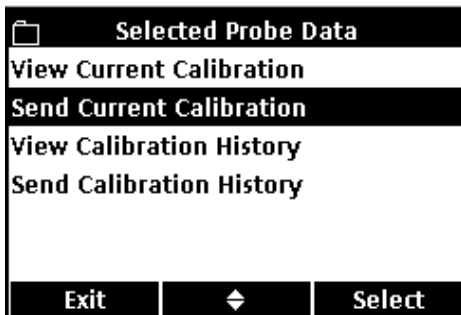 Selected Probe Data
View Current Calibration
Send Current Calibration
View Calibration History
Send Calibration History
Exit Select